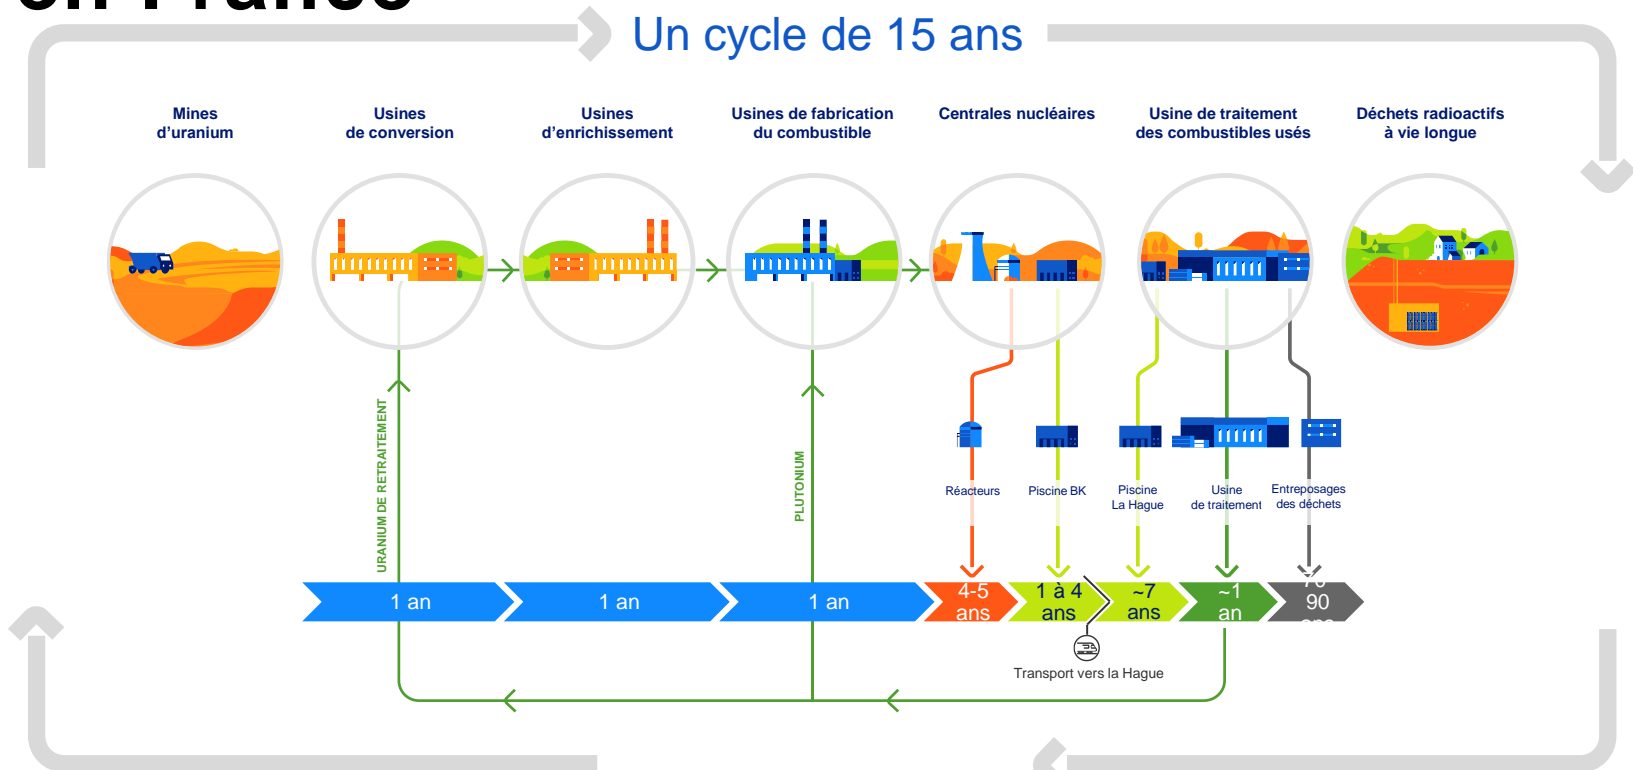 en France
Un cycle de 15 ans
Mines
d’uranium
Usines
de conversion
Usines
d’enrichissement
Usines de fabrication
du combustible
Centrales nucléaires
Usine de traitement
des combustibles usés
Déchets radioactifs
à vie longue
URANIUM DE RETRAITEMENT
PLUTONIUM
Réacteurs
Piscine BK
Piscine
La Hague
Usine
de traitement
Entreposages
des déchets
1 an
1 an
1 an
4-5
ans
1 à 4
ans
~7
ans
~1
an
90
Transport vers la Hague